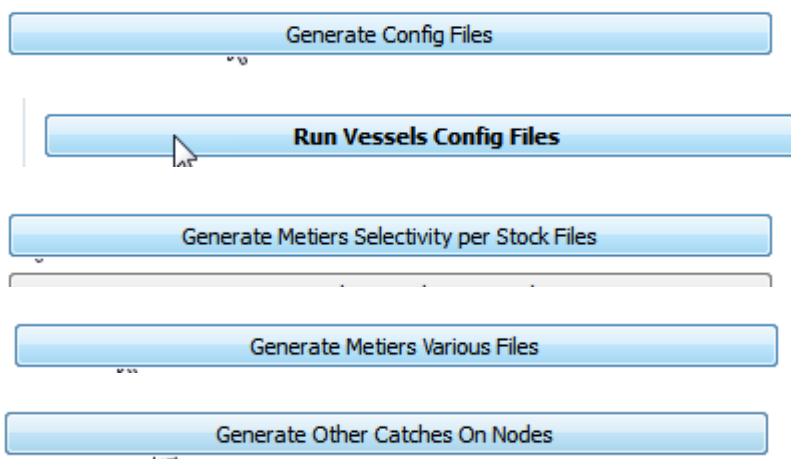 Generate Config Files
Run Vessels Config Files
Generate Metiers Selectivity per Stock Files
Generate Metiers Various Files
Generate Other Catches On Nodes